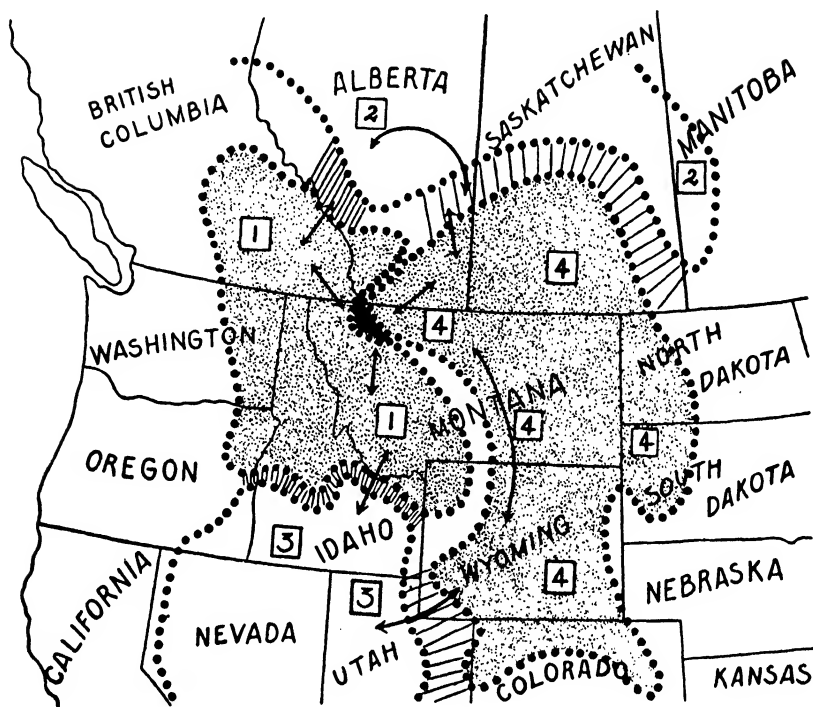 ALBERTA
SASKATCHEWAN
BRITISH
COLUMBIA
MANITOBA
2
2
1
4
4
WASHINGTON
NORTH
DAKOTA
MONTANA
1
4
4
OREGON
SOUTH
DAKOTA
3
IDAHO
WYOMING
4
NEBRASKA
CALIFORNIA
3
NEVADA
UTAH
COLORADO
KANSAS